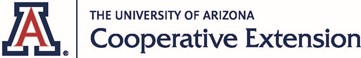 A
THE UNIVERSITY OF ARIZONA
Cooperative Extension